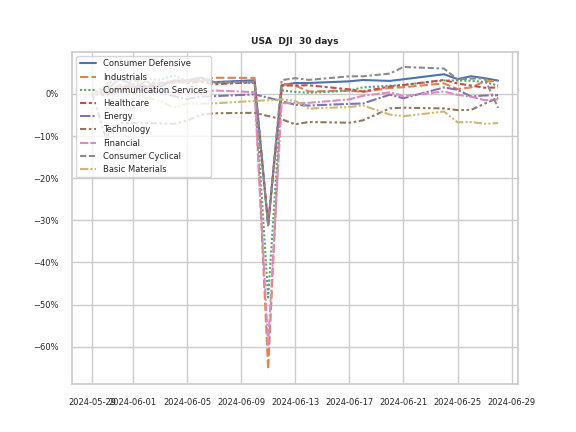 USA DJI 30 days
Consumer Defensive
Industrials
Communication Services
Healthcare
Energy
Technology
Financial
Consumer Cyclical
Basic Materials
0%
−10%
−20%
−30%
−40%
−50%
−60%
2024-05-29 2024-06-01 2024-06-05 2024-06-09 2024-06-13 2024-06-17 2024-06-21 2024-06-25 2024-06-29